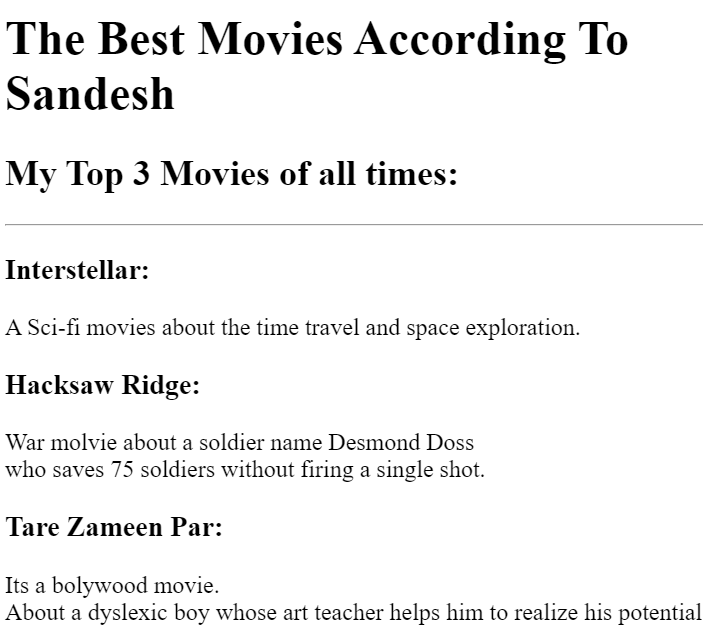 The Best Movies According To
Sandesh
My Top 3 Movies of all times:
Interstellar:
A Sci-fi movies about the time travel and space exploration.
Hacksaw Ridge:
War molvie about a soldier name Desmond Doss
who saves 75 soldiers without firing a single shot.
Tare Zameen Par:
Its a bolywood movie.
About a dyslexic boy whose art teacher helps him to realize his potential